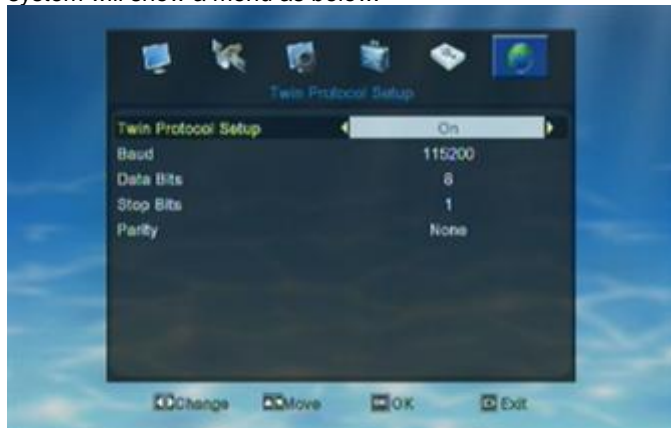 system will show a menu as below:
Twin Protocol Setup
Twin Protocol Setup On
Baud 115200
Data Bits 8
Stop Bits 1
Parity None
Change Move OK Exit